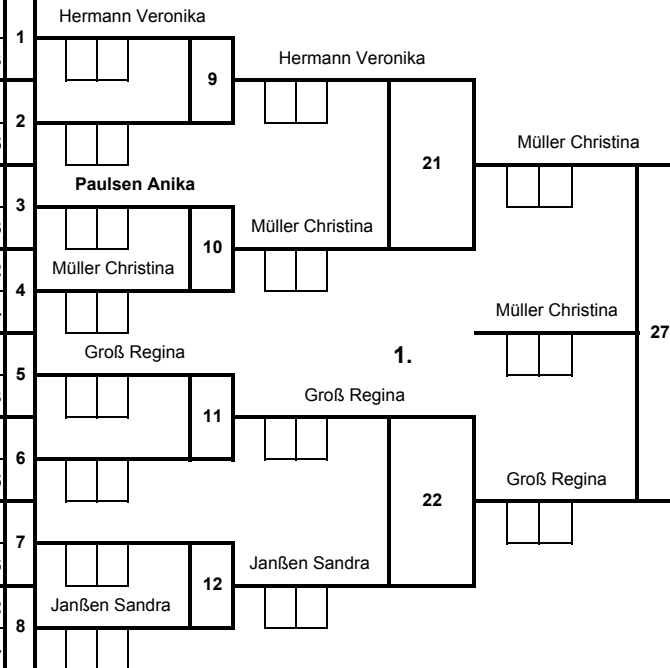 Hermann Veronika
1
Hermann Veronika
9
2
Müller Christina
21
Paulsen Anika
3
Müller Christina
10
Müller Christina
4
Müller Christina
27
Groß Regina
1.
5
Groß Regina
11
6
Groß Regina
22
7
Janßen Sandra
12
Janßen Sandra
8